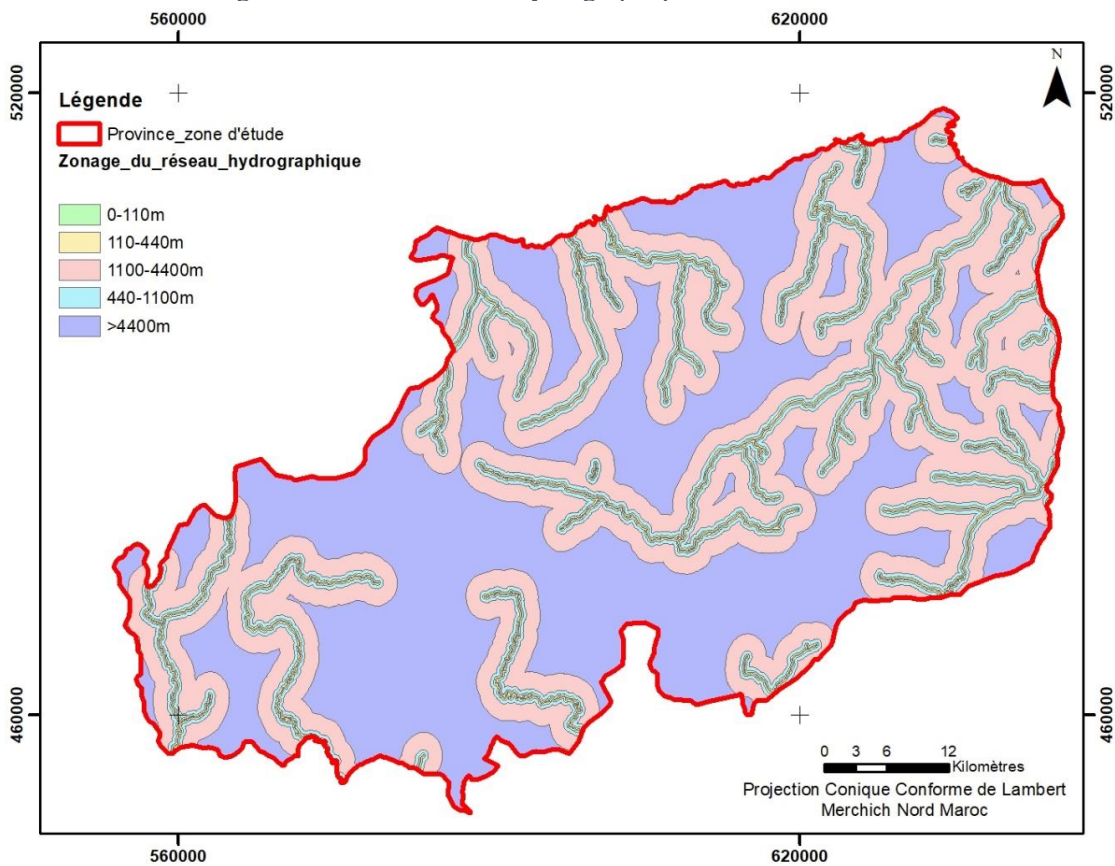 560000 620000
520000 520000
N
Légende
Province_zone d'étude
Zonage_du_réseau_hydrographique
0-110m
110-440m
1100-4400m
440-1100m
>4400m
460000 460000
0 3 6 12
Kilomètres
Projection Conique Conforme de Lambert
Merchich Nord Maroc
560000 620000